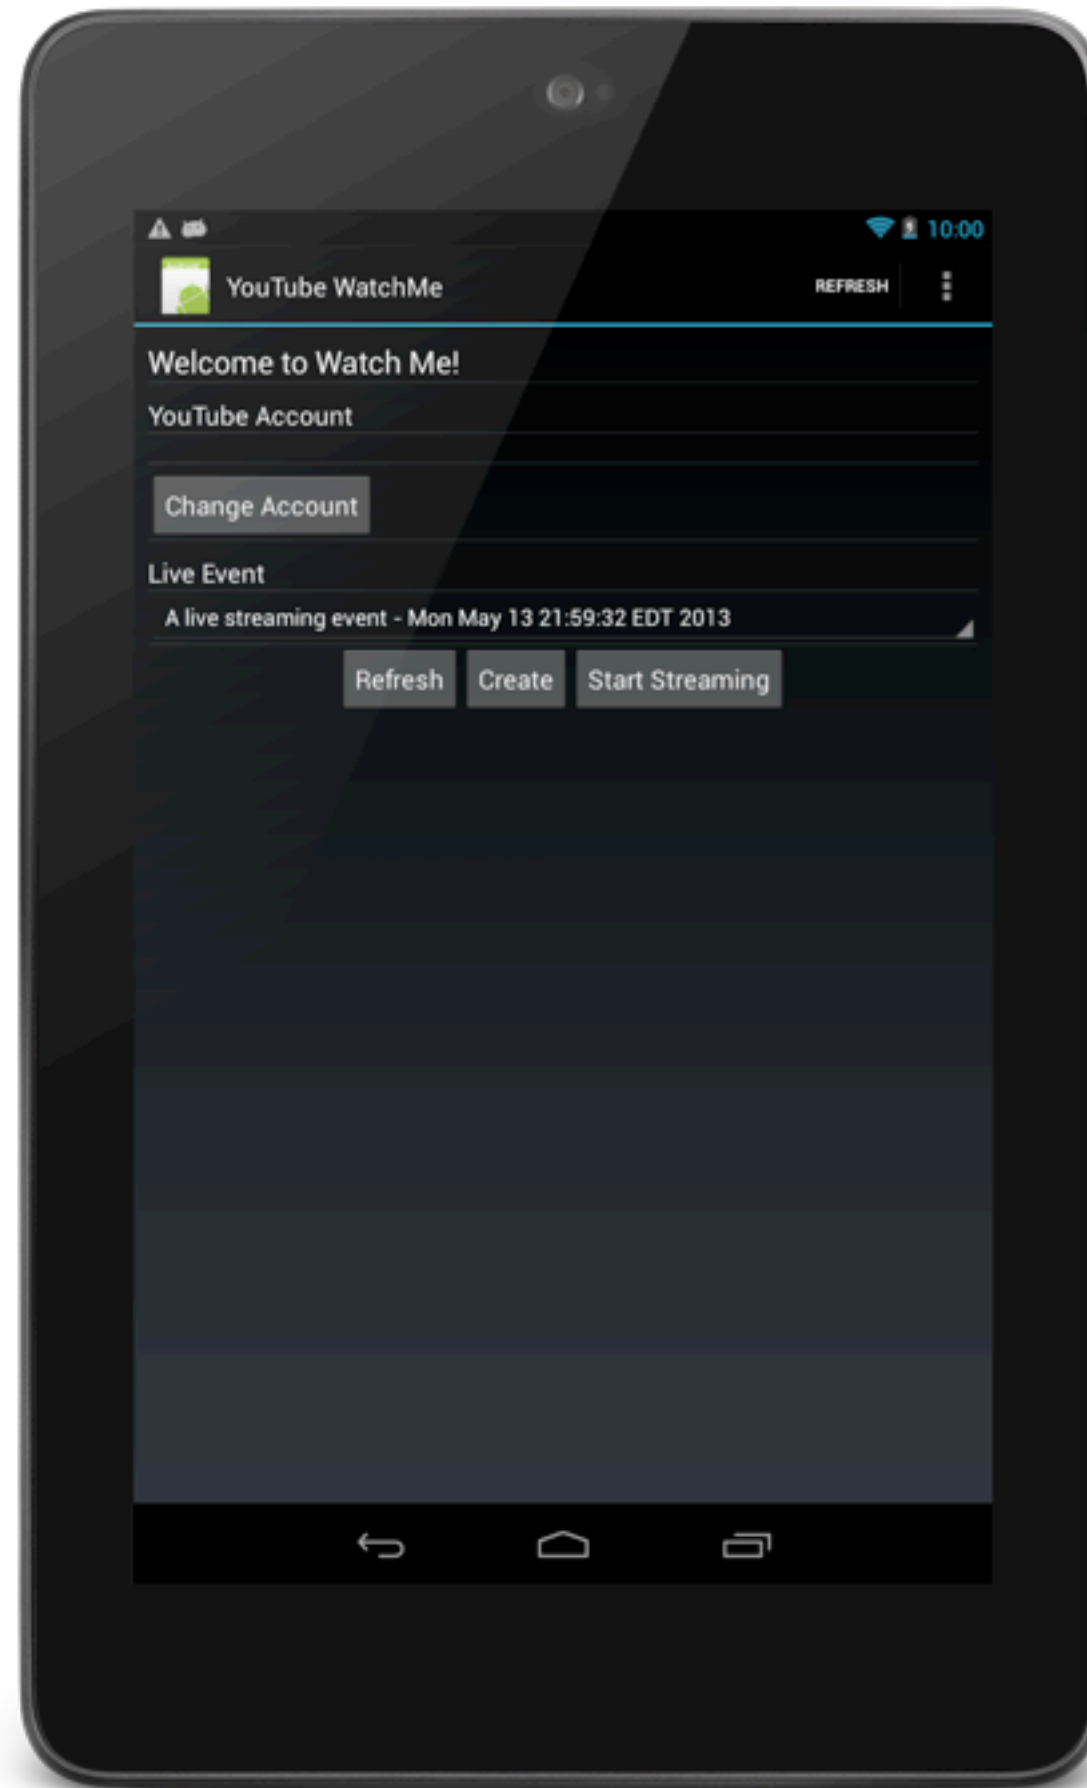 10:00
YouTube WatchMe REFRESH
Welcome to Watch Me!
YouTube Account
Change Account
Live Event
A live streaming event - Mon May 13 21:59:32 EDT 2013
Refresh Create Start Streaming